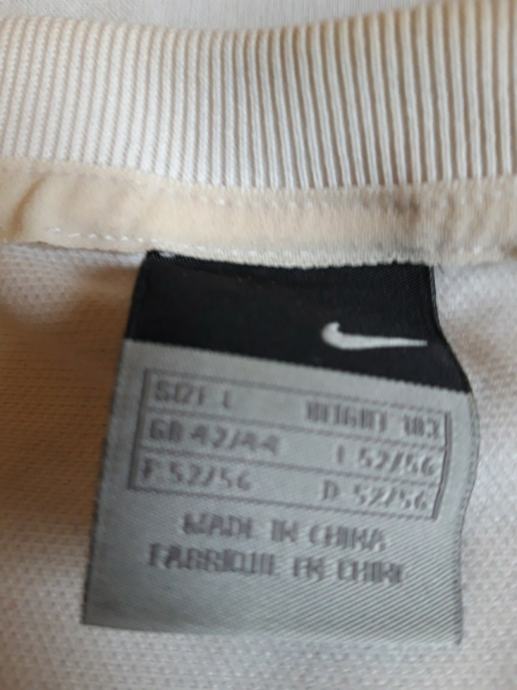 SIZE L HEIGHT 183
GB 42/44 I 52/56
F 52/56 D 52/56
MADE IN CHINA
FABRIQUE EN CHINE